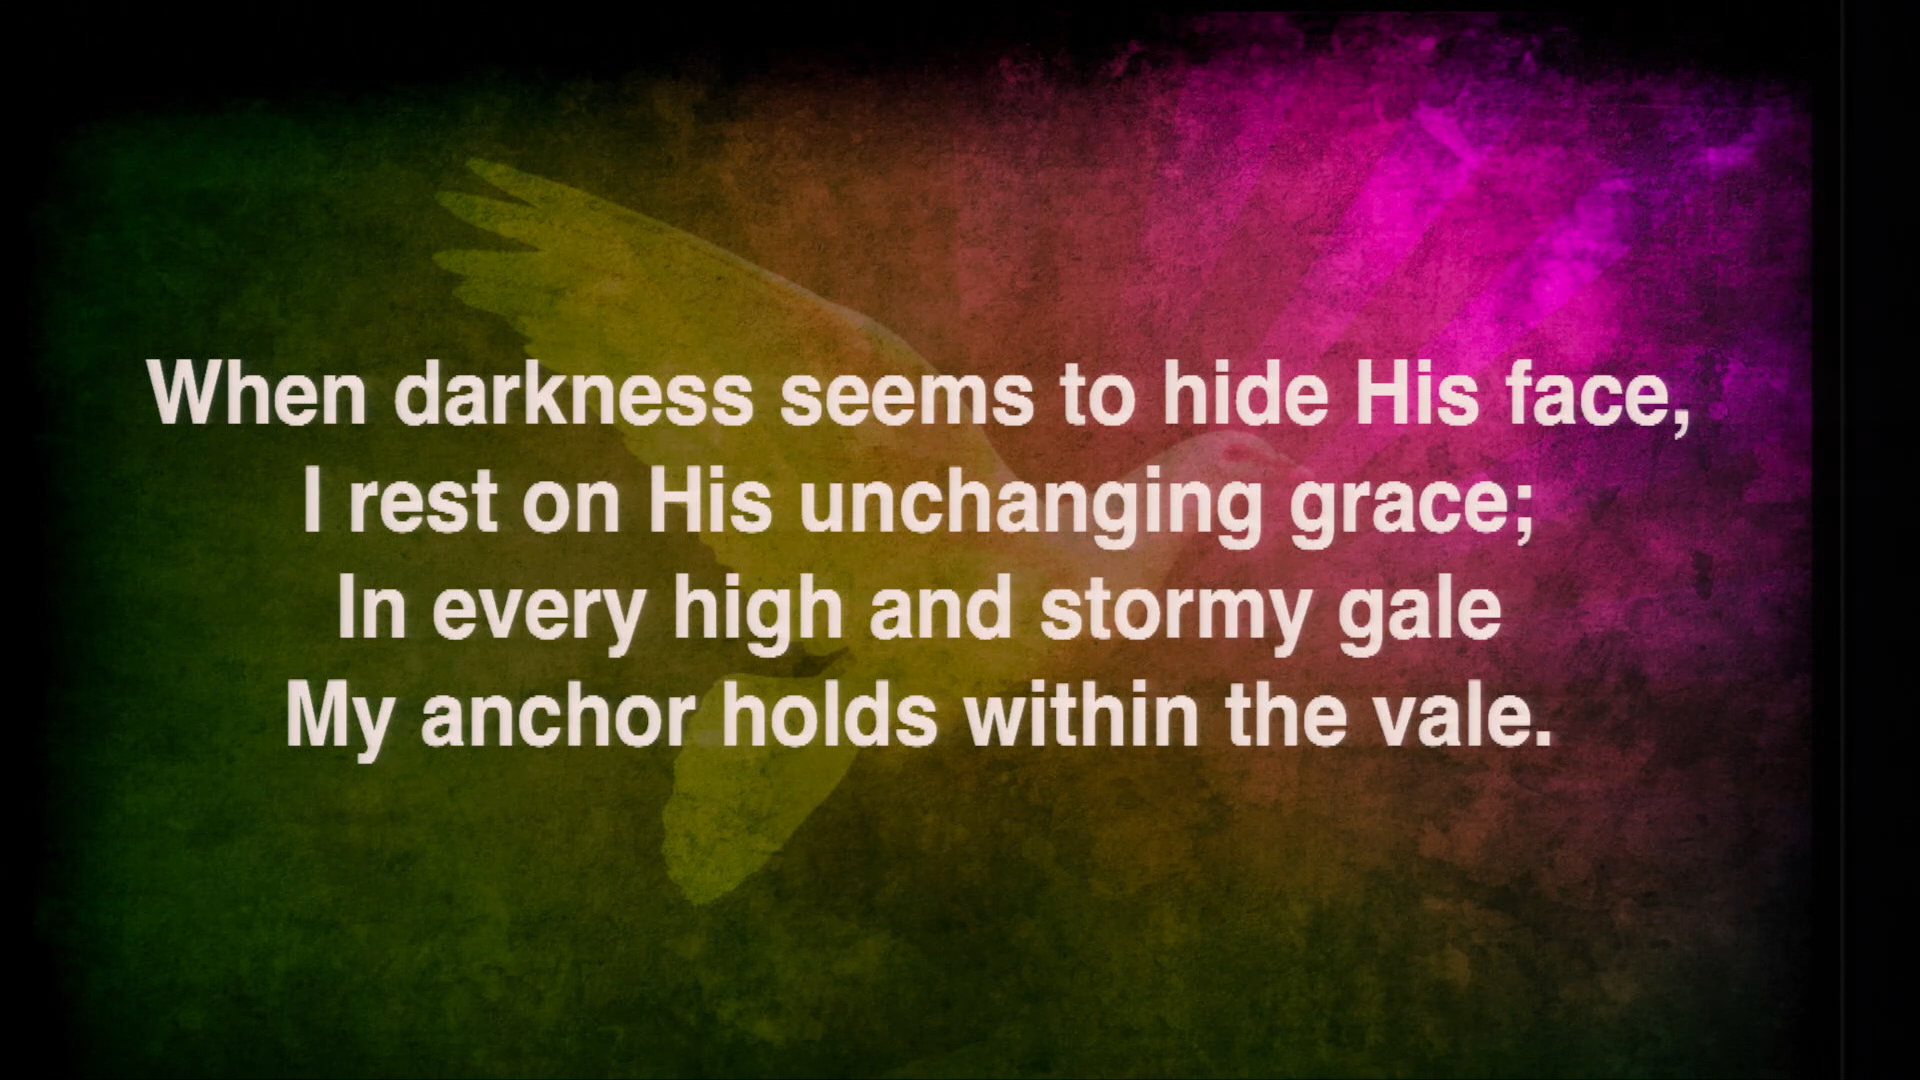 When darkness seems to hide His face,
I rest on His unchanging grace;
In every high and stormy gale
My anchor holds within the vale.